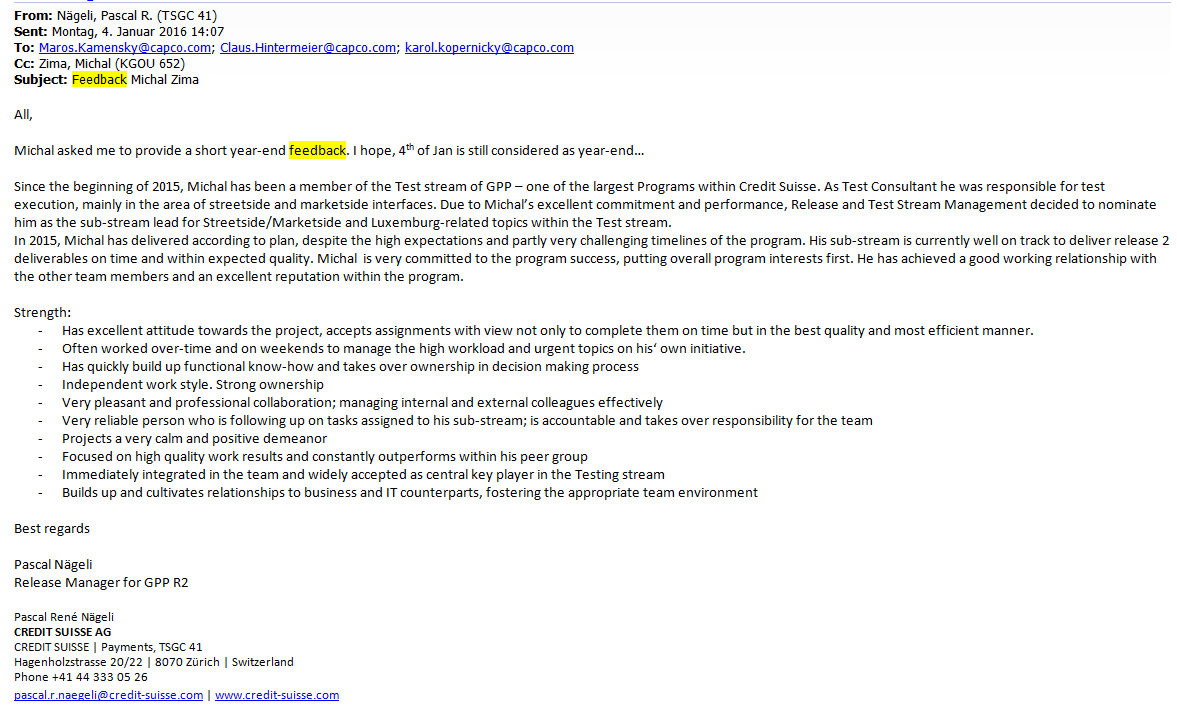 From: Nägeli, Pascal R. (TSGC 41)
Sent: Montag, 4. Januar 2016 14:07
To: Maros.Kamensky@capco.com; Claus.Hintermeier@capco.com; karol.kopernicky@capco.com
Cc: Zima, Michal (KGOU 652)
Subject: Feedback Michal Zima
All,
Michal asked me to provide a short year-end feedback. I hope, 4th of Jan is still considered as year-end…
Since the beginning of 2015, Michal has been a member of the Test stream of GPP – one of the largest Programs within Credit Suisse. As Test Consultant he was responsible for test
execution, mainly in the area of streetside and marketside interfaces. Due to Michal’s excellent commitment and performance, Release and Test Stream Management decided to nominate
him as the sub-stream lead for Streetside/Marketside and Luxemburg-related topics within the Test stream.
In 2015, Michal has delivered according to plan, despite the high expectations and partly very challenging timelines of the program. His sub-stream is currently well on track to deliver release 2
deliverables on time and within expected quality. Michal  is very committed to the program success, putting overall program interests first. He has achieved a good working relationship with
the other team members and an excellent reputation within the program.
Strength:
- Has excellent attitude towards the project, accepts assignments with view not only to complete them on time but in the best quality and most efficient manner.
- Often worked over-time and on weekends to manage the high workload and urgent topics on his‘ own initiative.
- Has quickly build up functional know-how and takes over ownership in decision making process
- Independent work style. Strong ownership
- Very pleasant and professional collaboration; managing internal and external colleagues effectively
- Very reliable person who is following up on tasks assigned to his sub-stream; is accountable and takes over responsibility for the team
- Projects a very calm and positive demeanor
- Focused on high quality work results and constantly outperforms within his peer group
- Immediately integrated in the team and widely accepted as central key player in the Testing stream
- Builds up and cultivates relationships to business and IT counterparts, fostering the appropriate team environment
Best regards
Pascal Nägeli
Release Manager for GPP R2
Pascal René Nägeli
CREDIT SUISSE AG
CREDIT SUISSE | Payments, TSGC 41
Hagenholzstrasse 20/22 | 8070 Zürich | Switzerland
Phone +41 44 333 05 26
pascal.r.naegeli@credit-suisse.com | www.credit-suisse.com